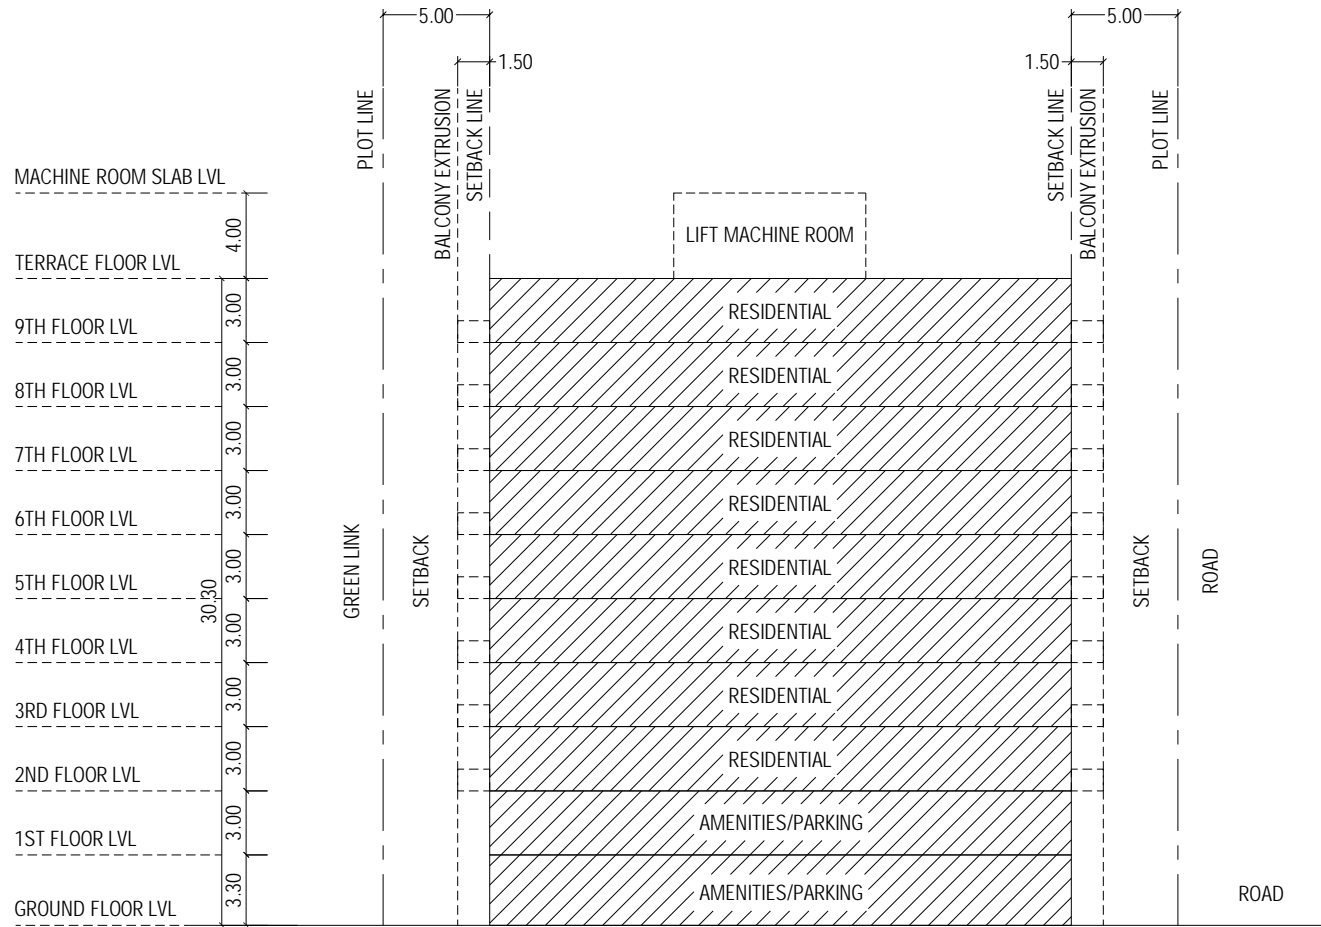 5.00
5.00
1.50
1.50
PLOT LINE
BALCONY EXTRUSION
SETBACK LINE
SETBACK LINE
BALCONY EXTRUSION
PLOT LINE
MACHINE ROOM SLAB LVL
4.00
LIFT MACHINE ROOM
TERRACE FLOOR LVL
3.00
RESIDENTIAL
9TH FLOOR LVL
3.00
RESIDENTIAL
8TH FLOOR LVL
3.00
RESIDENTIAL
7TH FLOOR LVL
3.00
RESIDENTIAL
6TH FLOOR LVL
GREEN LINK
SETBACK
SETBACK
ROAD
3.00
RESIDENTIAL
5TH FLOOR LVL
30.30
3.00
RESIDENTIAL
4TH FLOOR LVL
3.00
RESIDENTIAL
3RD FLOOR LVL
3.00
RESIDENTIAL
2ND FLOOR LVL
3.00
AMENITIES/PARKING
1ST FLOOR LVL
3.30
AMENITIES/PARKING
ROAD
GROUND FLOOR LVL